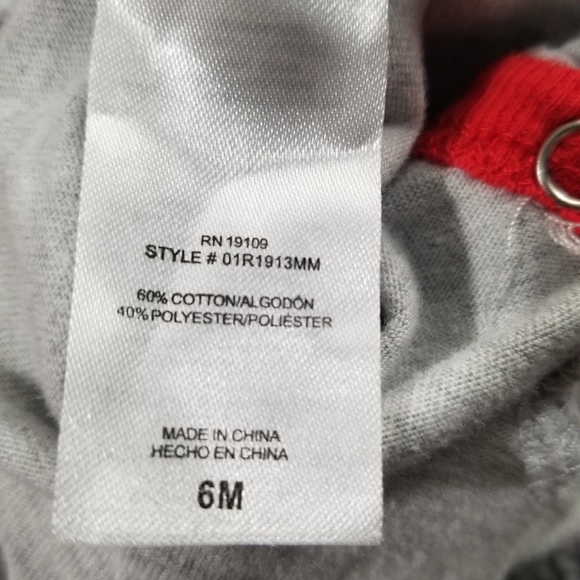 RN 19109
STYLE # 01R1913MM
60% COTTON/ALGODÓN
40% POLYESTER/POLIÉSTER
MADE IN CHINA
HECHO EN CHINA
6M